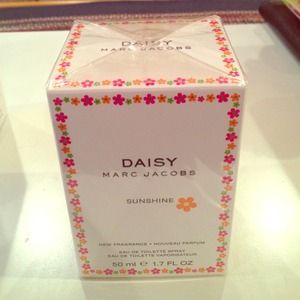 DAISY
MARC JACOBS
DAISY
MARC JACOBS
SUNSHINE
NEW FRAGRANCE • NOUVEAU PARFUM
EAU DE TOILETTE SPRAY
EAU DE TOILETTE VAPORISATEUR
50 ml ℮ 1.7 FL. OZ